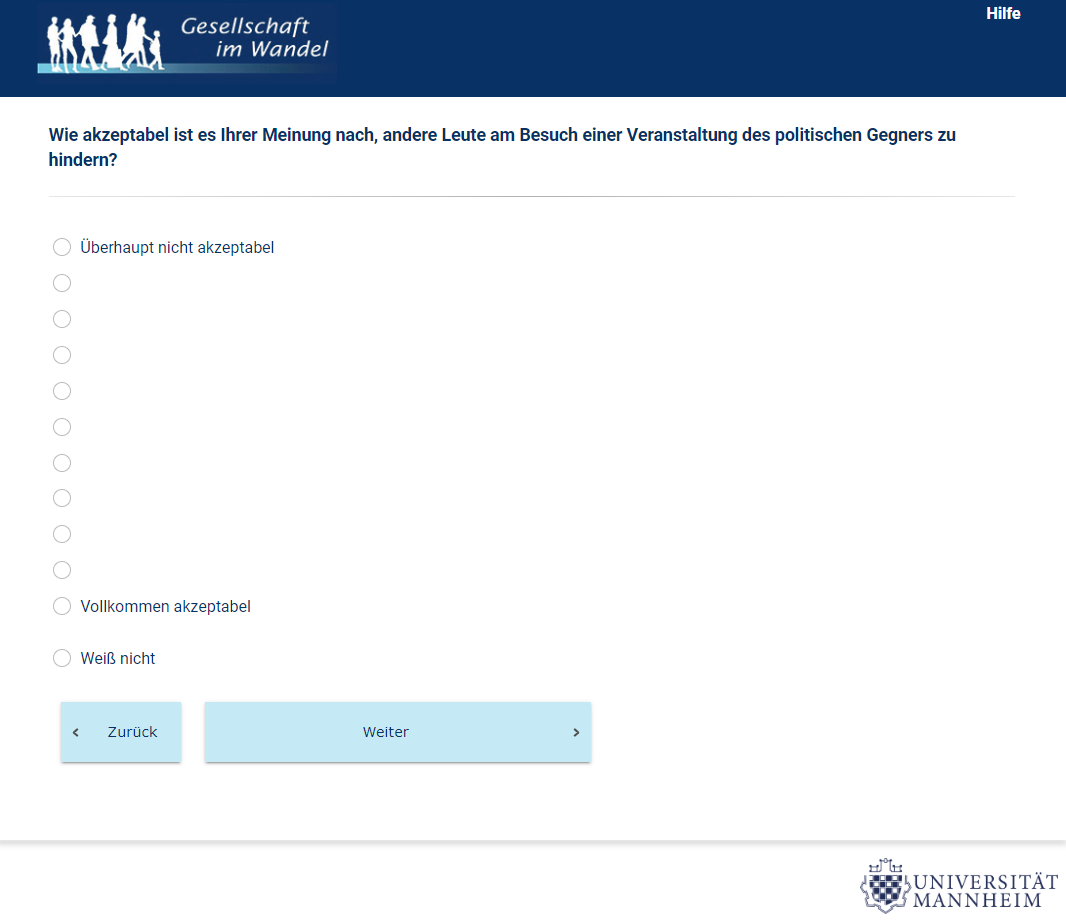 Gesellschaft
im Wandel
Hilfe
Wie akzeptabel ist es Ihrer Meinung nach, andere Leute am Besuch einer Veranstaltung des politischen Gegners zu
hindern?
Überhaupt nicht akzeptabel
Vollkommen akzeptabel
Weiß nicht
‹ Zurück
Weiter ›
UNIVERSITÄT
MANNHEIM